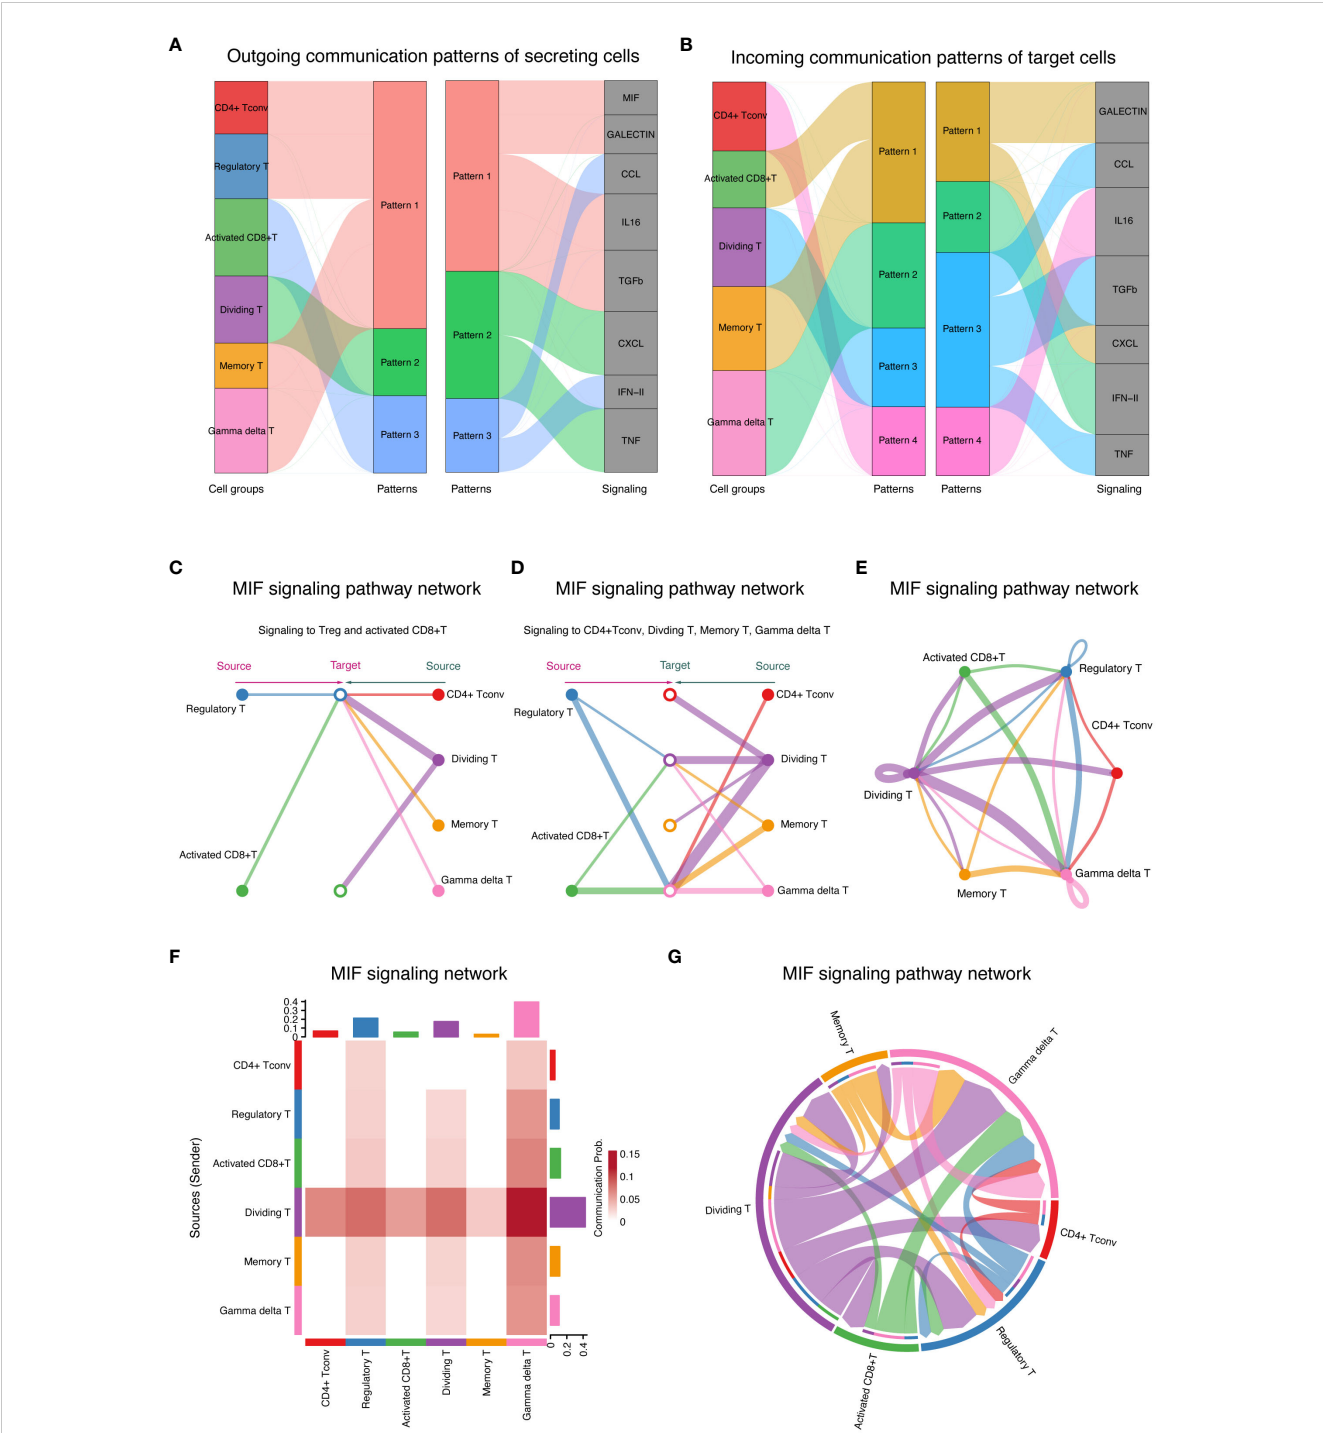 A
Outgoing communication patterns of secreting cells
CD4+ Tconv
Regulatory T
Activated CD8+T
Dividing T
Memory T
Gamma delta T
Pattern 1
Pattern 2
Pattern 3
Pattern 1
Pattern 2
Pattern 3
MIF
GALECTIN
CCL
IL16
TGFb
CXCL
IFN−II
TNF
Cell groups
Patterns
Patterns
Signaling
B
Incoming communication patterns of target cells
CD4+ Tconv
Activated CD8+T
Dividing T
Memory T
Gamma delta T
Pattern 1
Pattern 2
Pattern 3
Pattern 4
Pattern 1
Pattern 2
Pattern 3
Pattern 4
GALECTIN
CCL
IL16
TGFb
CXCL
IFN−II
TNF
Cell groups
Patterns
Patterns
Signaling
C
MIF signaling pathway network
Signaling to Treg and activated CD8+T
Source
Target
Source
Regulatory T
CD4+ Tconv
Dividing T
Memory T
Activated CD8+T
Gamma delta T
D
MIF signaling pathway network
Signaling to CD4+Tconv, Divding T, Memory T, Gamma delta T
Source
Target
Source
Regulatory T
CD4+ Tconv
Dividing T
Memory T
Activated CD8+T
Gamma delta T
E
MIF signaling pathway network
Activated CD8+T
Regulatory T
CD4+ Tconv
Dividing T
Gamma delta T
Memory T
F
MIF signaling network
0.4
0.3
0.2
0.1
0
Sources (Sender)
CD4+ Tconv
Regulatory T
Activated CD8+T
Dividing T
Memory T
Gamma delta T
CD4+ Tconv
Regulatory T
Activated CD8+T
Dividing T
Memory T
Gamma delta T
0
0.2
0.4
Communication Prob.
0.15
0.1
0.05
0
G
MIF signaling pathway network
Memory T
Gamma delta T
Dividing T
CD4+ Tconv
Regulatory T
Activated CD8+T